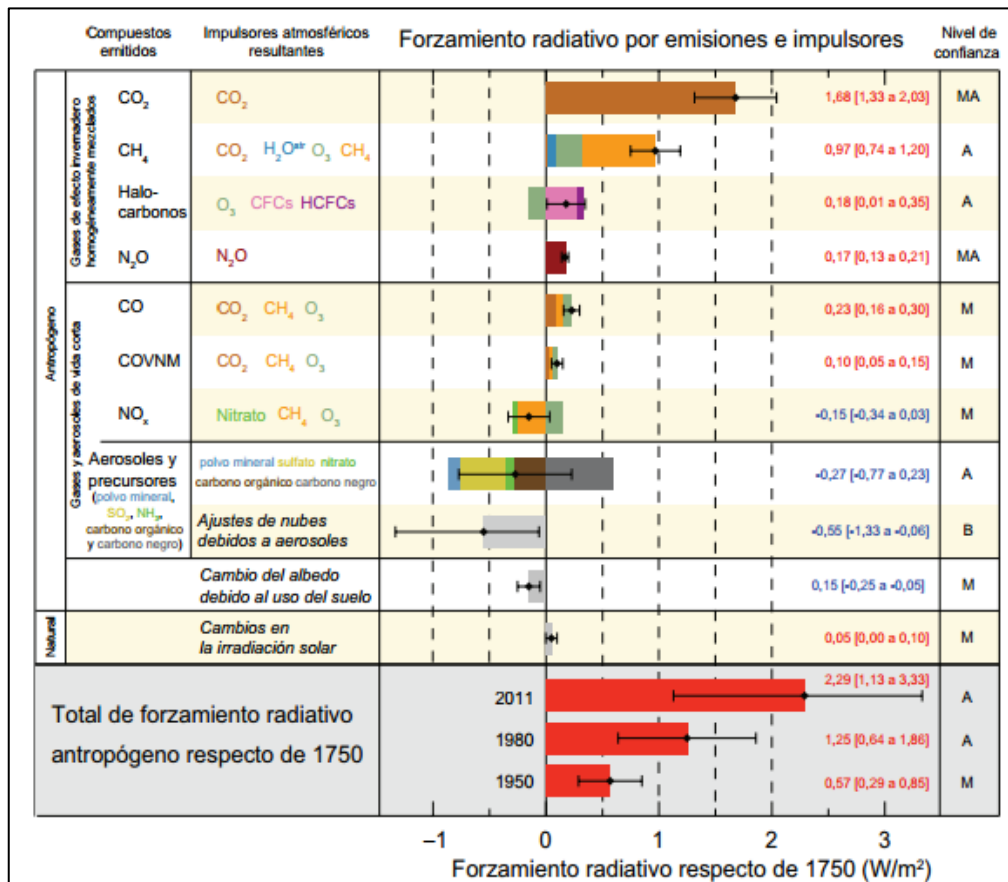 Compuestos emitidos
Impulsores atmosféricos resultantes
Forzamiento radiativo por emisiones e impulsores
Nivel de confianza
Antropógeno
Gases de efecto invernadero homogéneamente mezclados
CO₂ CO₂ 1,68 [1,33 a 2,03] MA
CH₄ CO₂ H₂Oᵉˢᵗʳ O₃ CH₄ 0,97 [0,74 a 1,20] A
Halo-
carbonos O₃ CFCs HCFCs 0,18 [0,01 a 0,35] A
N₂O N₂O 0,17 [0,13 a 0,21] MA
Gases y aerosoles de vida corta
CO CO₂ CH₄ O₃ 0,23 [0,16 a 0,30] M
COVNM CO₂ CH₄ O₃ 0,10 [0,05 a 0,15] M
NOₓ Nitrato CH₄ O₃ -0,15 [-0,34 a 0,03] M
Aerosoles y
precursores
(polvo mineral,
SO₂, NH₃,
carbono orgánico
y carbono negro)
polvo mineral sulfato nitrato
carbono orgánico carbono negro
-0,27 [-0,77 a 0,23] A
Ajustes de nubes
debidos a aerosoles
-0,55 [-1,33 a -0,06] B
Cambio del albedo
debido al uso del suelo
0,15 [-0,25 a -0,05] M
Natural
Cambios en
la irradiación solar
0,05 [0,00 a 0,10] M
Total de forzamiento radiativo
antropógeno respecto de 1750
2011 2,29 [1,13 a 3,33] A
1980 1,25 [0,64 a 1,86] A
1950 0,57 [0,29 a 0,85] M
–1 0 1 2 3
Forzamiento radiativo respecto de 1750 (W/m²)